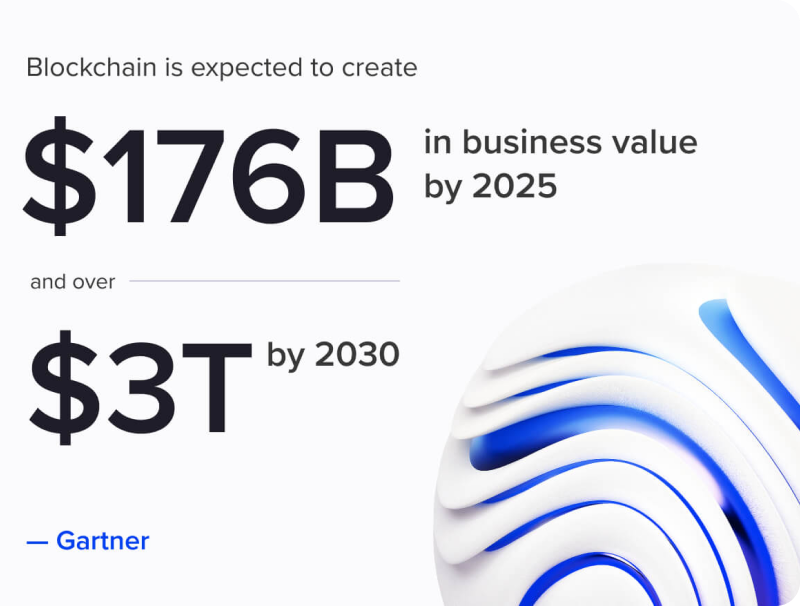 Blockchain is expected to create
$176B
in business value
by 2025
and over
$3T
by 2030
— Gartner